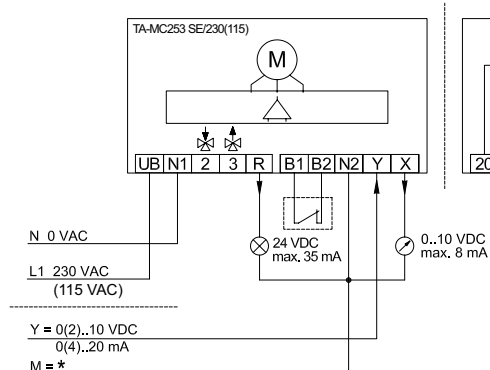 TA-MC253 SE/230(115)
M
UB N1 2 3 R B1 B2 N2 Y X
20
N 0 VAC
24 VDC
max. 35 mA
0..10 VDC
max. 8 mA
L1 230 VAC
(115 VAC)
Y = 0(2)..10 VDC
0(4)..20 mA
M = *